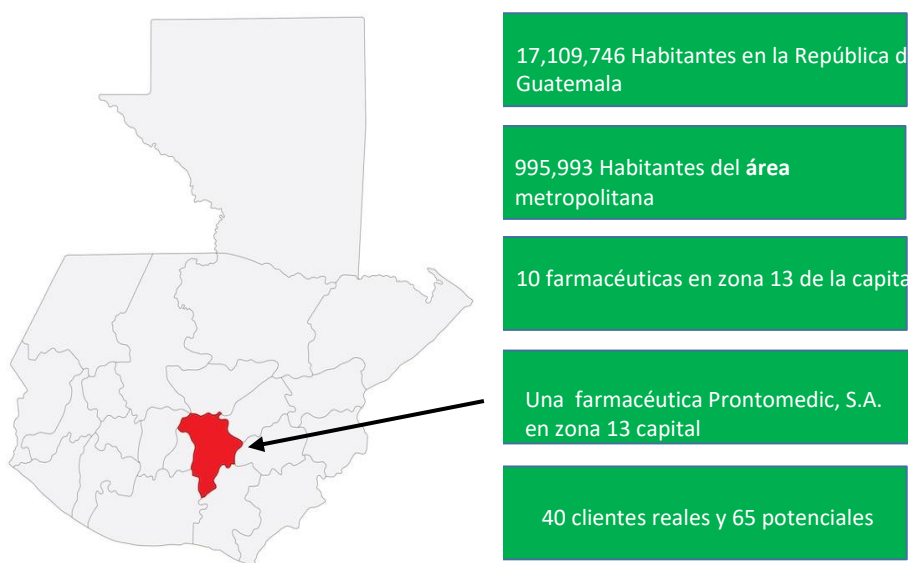 17,109,746 Habitantes en la República d
Guatemala
995,993 Habitantes del área
metropolitana
10 farmacéuticas en zona 13 de la capita
Una farmacéutica Prontomedic, S.A.
en zona 13 capital
40 clientes reales y 65 potenciales